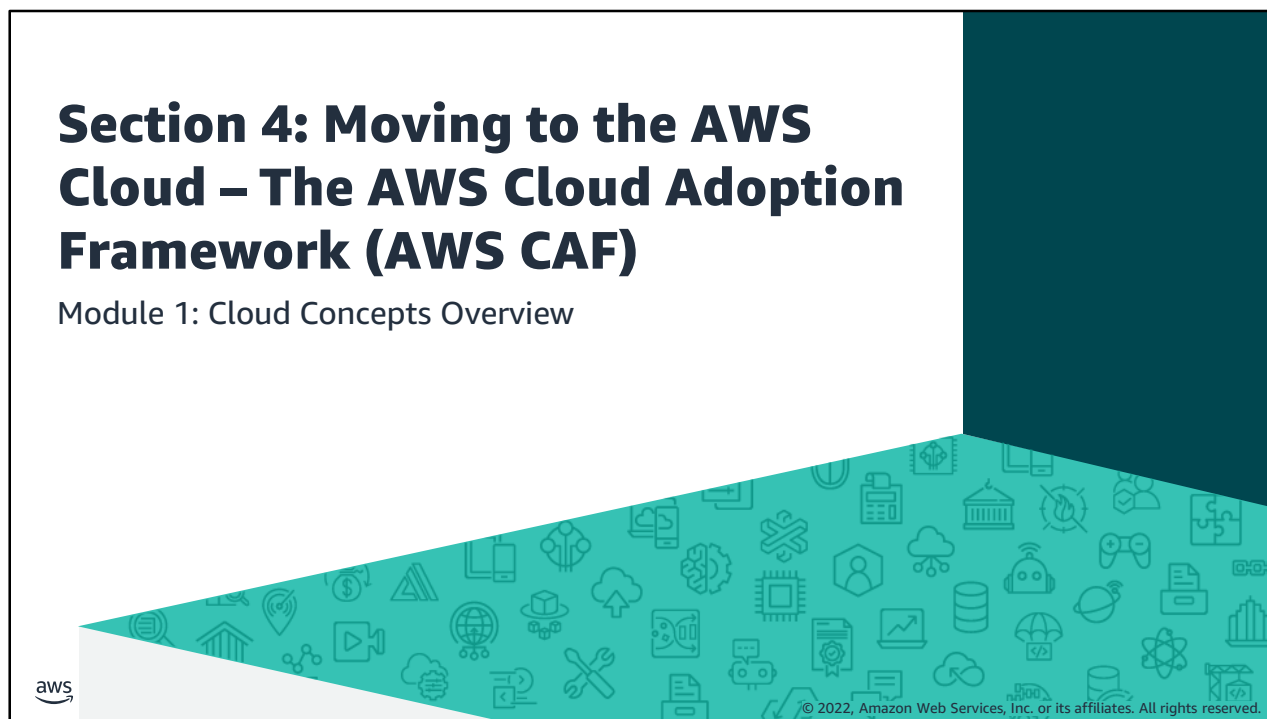 Section 4: Moving to the AWS
Cloud – The AWS Cloud Adoption
Framework (AWS CAF)
Module 1: Cloud Concepts Overview
aws
© 2022, Amazon Web Services, Inc. or its affiliates. All rights reserved.